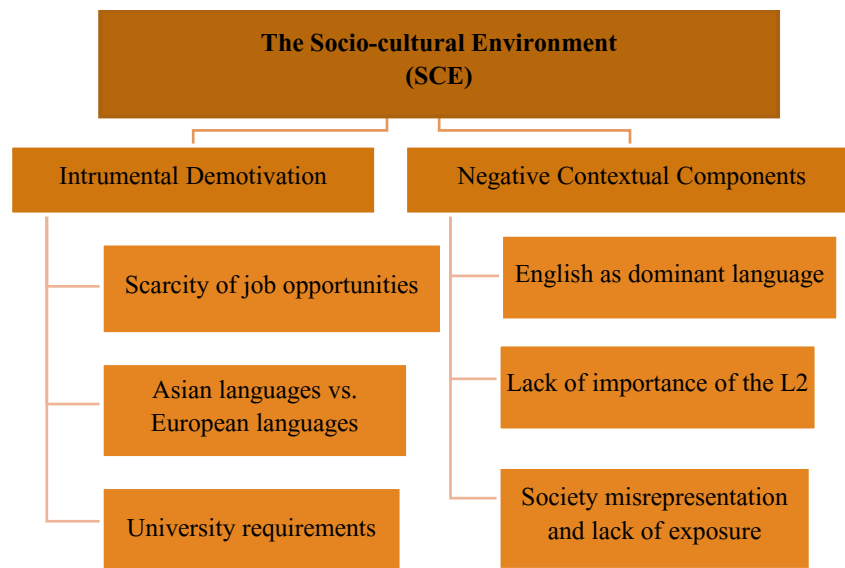 The Socio-cultural Environment
(SCE)
Intrumental Demotivation
Scarcity of job opportunities
Asian languages vs.
European languages
University requirements
Negative Contextual Components
English as dominant language
Lack of importance of the L2
Society misrepresentation
and lack of exposure